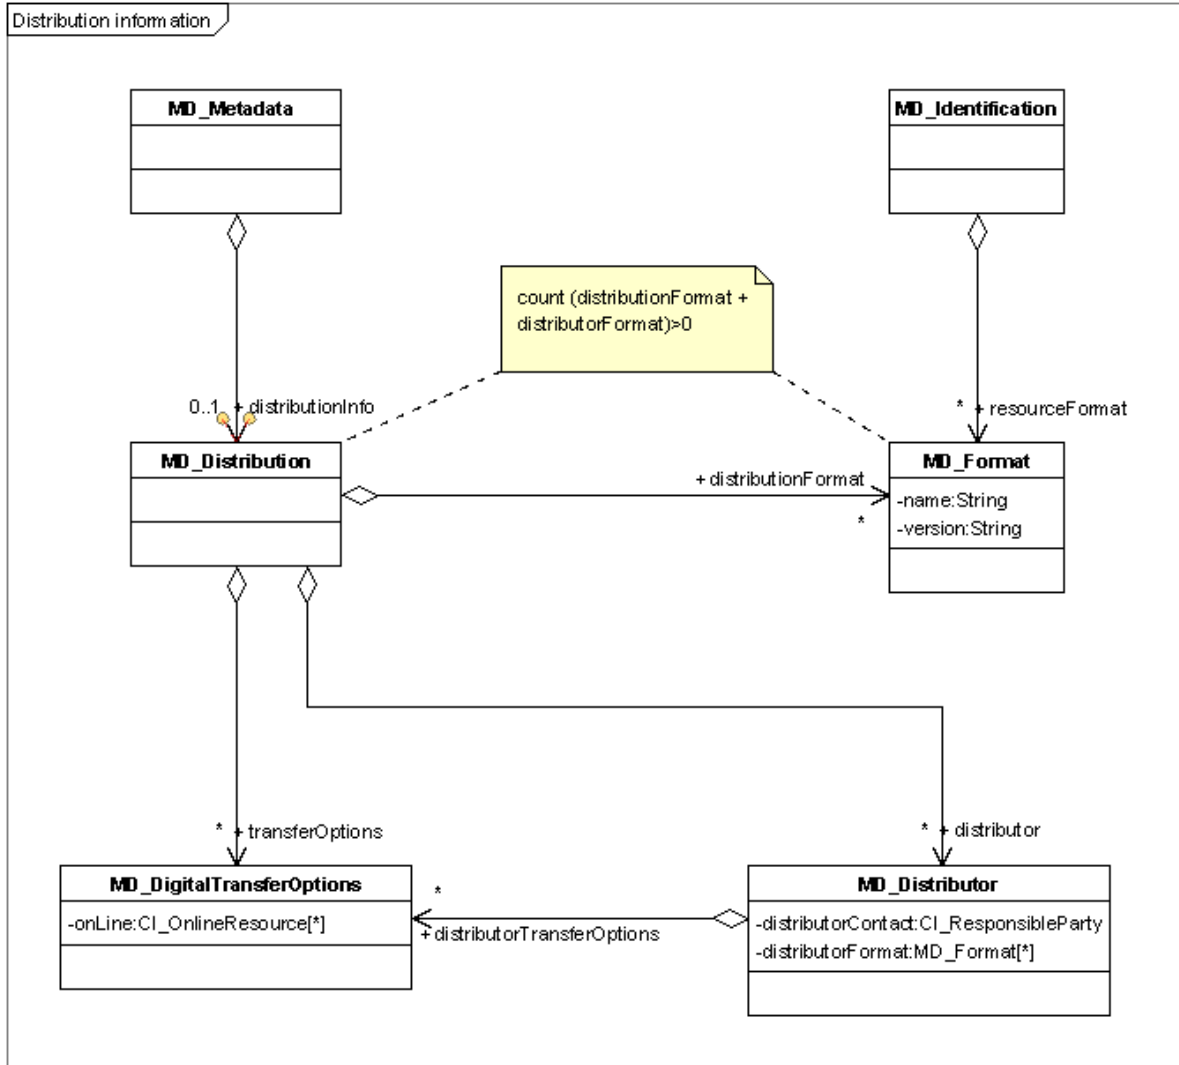 Distribution information
MD_Metadata
MD_Identification
count (distributionFormat +
distributorFormat)>0
0..1 + distributionInfo
* + resourceFormat
MD_Distribution
MD_Format
+ distributionFormat
*
-name:String
-version:String
* + transferOptions
* + distributor
MD_DigitalTransferOptions
-onLine:CI_OnlineResource[*]
*
+ distributorTransferOptions
MD_Distributor
-distributorContact:CI_ResponsibleParty
-distributorFormat:MD_Format[*]